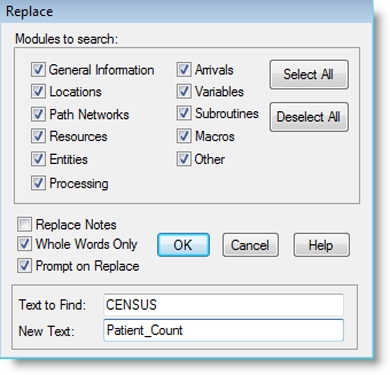 Replace
Modules to search:
General Information
Arrivals
Select All
Locations
Variables
Path Networks
Subroutines
Deselect All
Resources
Macros
Entities
Other
Processing
Replace Notes
Whole Words Only
OK
Cancel
Help
Prompt on Replace
Text to Find: CENSUS
New Text: Patient_Count